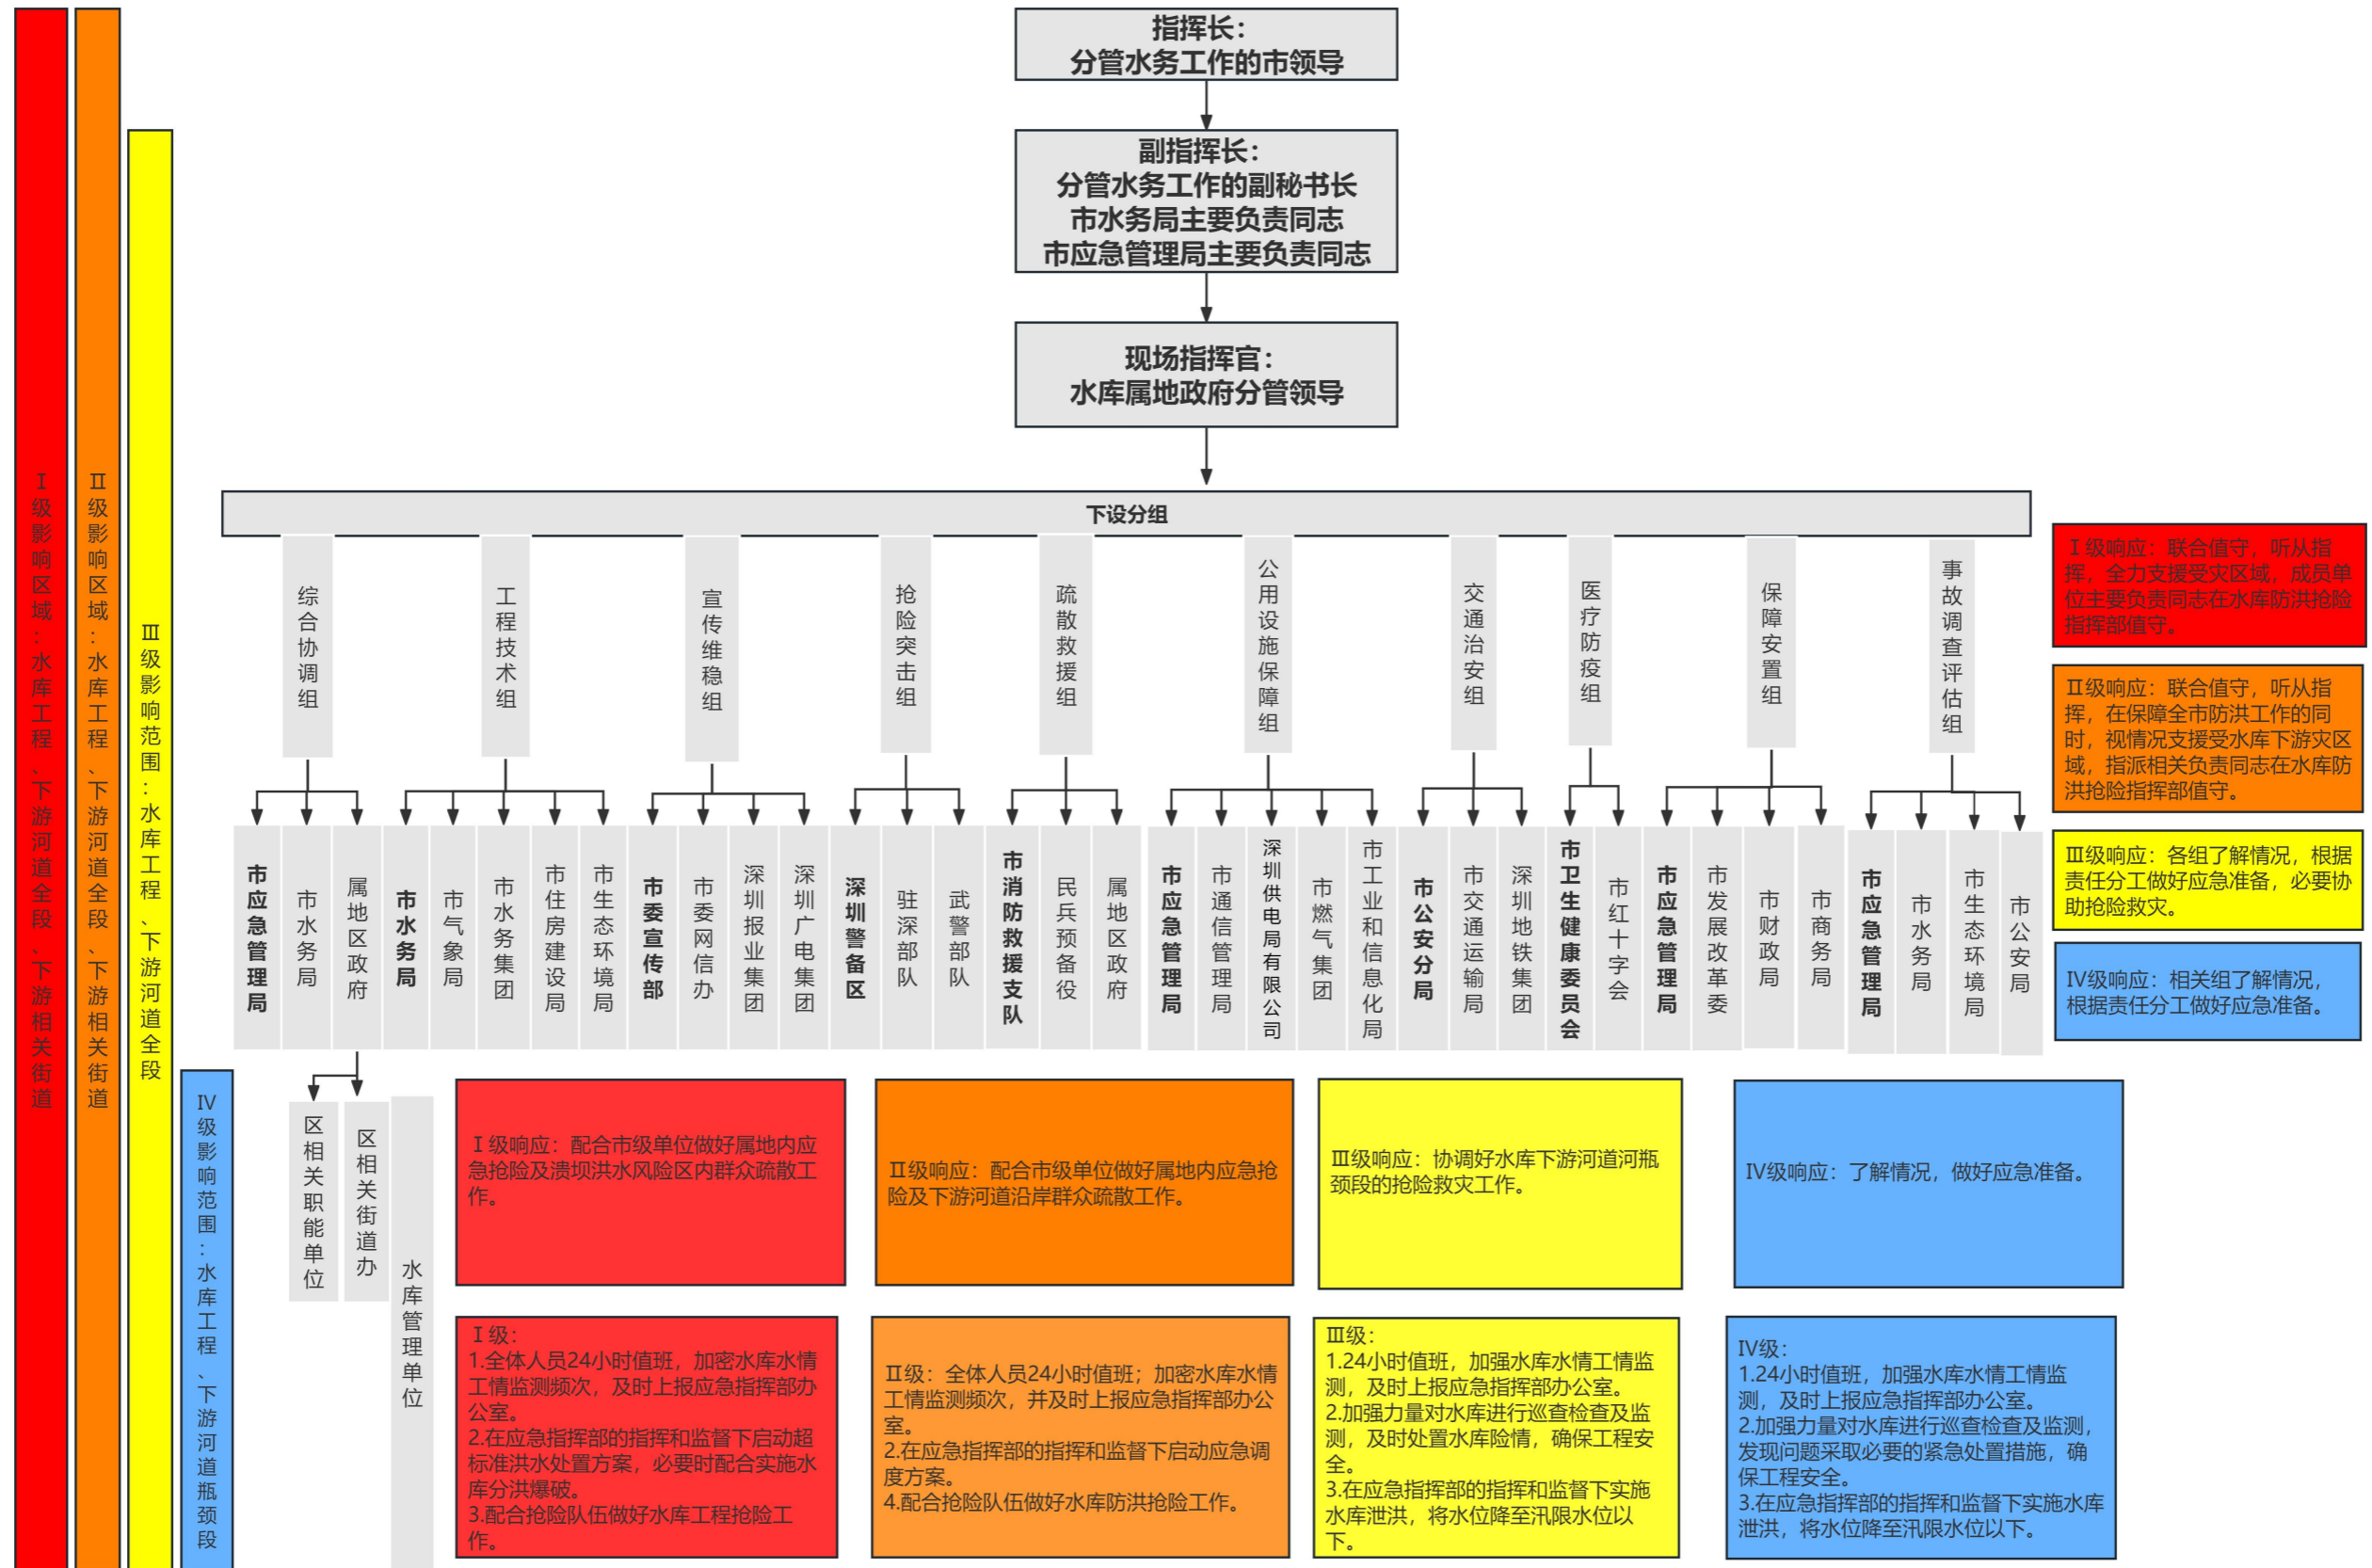 指挥长：
分管水务工作的市领导
副指挥长：
分管水务工作的副秘书长
市水务局主要负责同志
市应急管理局主要负责同志
现场指挥官：
水库属地政府分管领导
下设分组
Ⅰ级影响区域：水库工程、下游河道全段、下游相关街道
Ⅱ级影响区域：水库工程、下游河道全段、下游相关街道
Ⅲ级影响范围：水库工程、下游河道全段
Ⅳ级影响范围：水库工程、下游河道瓶颈段
综合协调组
工程技术组
宣传维稳组
抢险突击组
疏散救援组
公用设施保障组
交通治安组
医疗防疫组
保障安置组
事故调查评估组
市应急管理局
市水务局
属地区政府
市水务局
市气象局
市水务集团
市住房建设局
市生态环境局
市委宣传部
市委网信办
深圳报业集团
深圳广电集团
深圳警备区
驻深部队
武警部队
市消防救援支队
民兵预备役
属地区政府
市应急管理局
市通信管理局
深圳供电局有限公司
市燃气集团
市工业和信息化局
市公安分局
市交通运输局
深圳地铁集团
市卫生健康委员会
市红十字会
市应急管理局
市发展改革委
市财政局
市商务局
市应急管理局
市水务局
市生态环境局
市公安局
Ⅰ级响应：联合值守，听从指
挥，全力支援受灾区域，成员单
位主要负责同志在水库防洪抢险
指挥部值守。
Ⅱ级响应：联合值守，听从指
挥，在保障全市防洪工作的同
时，视情况支援受水库下游灾区
域，指派相关负责同志在水库防
洪抢险指挥部值守。
Ⅲ级响应：各组了解情况，根据
责任分工做好应急准备，必要协
助抢险救灾。
Ⅳ级响应：相关组了解情况，
根据责任分工做好应急准备。
区相关职能单位
区相关街道办
水库管理单位
Ⅰ级响应：配合市级单位做好属地内应
急抢险及溃坝洪水风险区内群众疏散工
作。
Ⅱ级响应：配合市级单位做好属地内应急抢
险及下游河道沿岸群众疏散工作。
Ⅲ级响应：协调好水库下游河道河瓶
颈段的抢险救灾工作。
Ⅳ级响应：了解情况，做好应急准备。
Ⅰ级：
1.全体人员24小时值班，加密水库水情
工情监测频次，及时上报应急指挥部办
公室。
2.在应急指挥部的指挥和监督下启动超
标准洪水处置方案，必要时配合实施水
库分洪爆破。
3.配合抢险队伍做好水库工程抢险工
作。
Ⅱ级：全体人员24小时值班；加密水库水情
工情监测频次，并及时上报应急指挥部办公
室。
2.在应急指挥部的指挥和监督下启动应急调
度方案。
4.配合抢险队伍做好水库防洪抢险工作。
Ⅲ级：
1.24小时值班，加强水库水情工情监
测，及时上报应急指挥部办公室。
2.加强力量对水库进行巡查检查及监
测，及时处置水库险情，确保工程安
全。
3.在应急指挥部的指挥和监督下实施
水库泄洪，将水位降至汛限水位以
下。
Ⅳ级：
1.24小时值班，加强水库水情工情监
测，及时上报应急指挥部办公室。
2.加强力量对水库进行巡查检查及监测，
发现问题采取必要的紧急处置措施，确
保工程安全。
3.在应急指挥部的指挥和监督下实施水库
泄洪，将水位降至汛限水位以下。